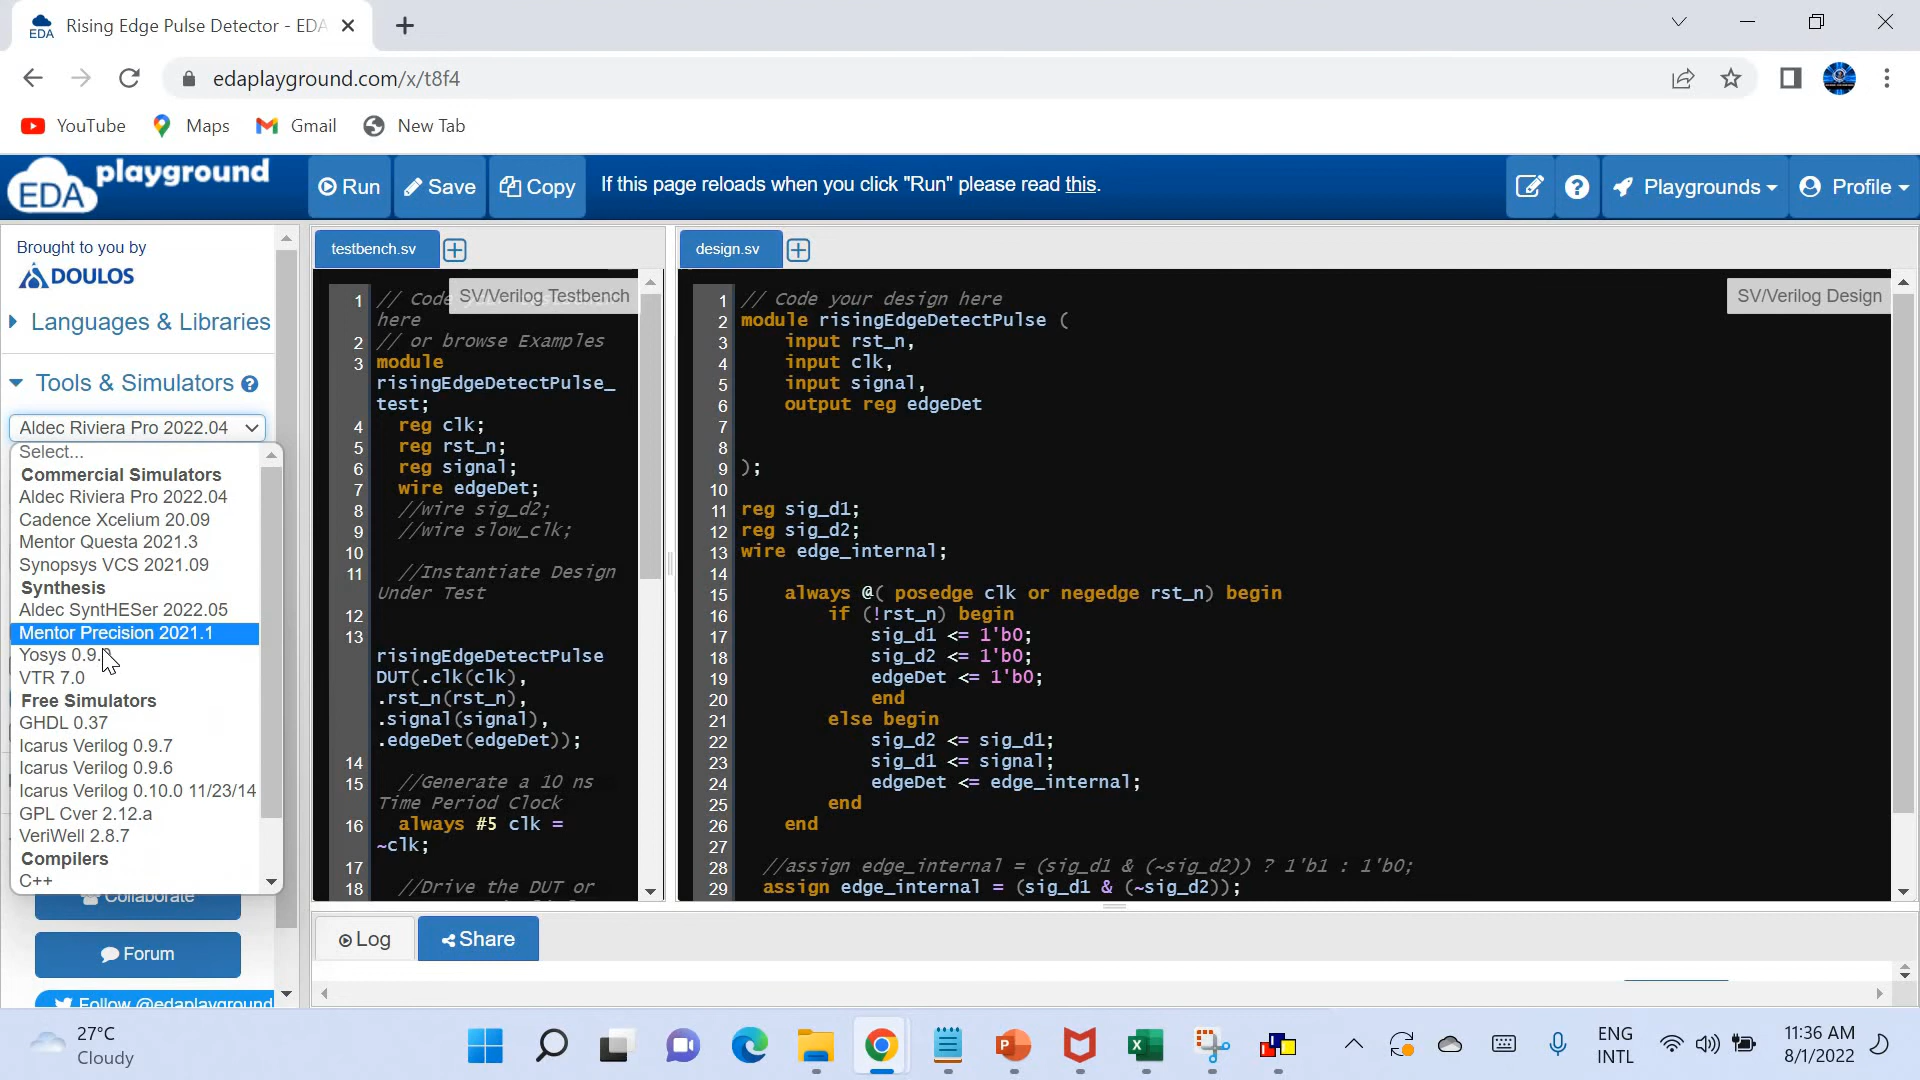 Rising Edge Pulse Detector - EDA
edaplayground.com/x/t8f4
YouTube
Maps
Gmail
New Tab
EDA playground
Run
Save
Copy
If this page reloads when you click "Run" please read this.
Playgrounds
Profile
Brought to you by
DOULOS
Languages & Libraries
Tools & Simulators
Aldec Riviera Pro 2022.04
Select...
Commercial Simulators
Aldec Riviera Pro 2022.04
Cadence Xcelium 20.09
Mentor Questa 2021.3
Synopsys VCS 2021.09
Synthesis
Aldec SyntHESer 2022.05
Mentor Precision 2021.1
Yosys 0.9.
VTR 7.0
Free Simulators
GHDL 0.37
Icarus Verilog 0.9.7
Icarus Verilog 0.9.6
Icarus Verilog 0.10.0 11/23/14
GPL Cver 2.12.a
VeriWell 2.8.7
Compilers
C++
Collaborate
Forum
Follow @edaplayground
testbench.sv
SV/Verilog Testbench
1 // Code
here
2 // or browse Examples
3 module
risingEdgeDetectPulse_
test;
4 reg clk;
5 reg rst_n;
6 reg signal;
7 wire edgeDet;
8 //wire sig_d2;
9 //wire slow_clk;
10
11 //Instantiate Design
Under Test
12
13
risingEdgeDetectPulse
DUT(.clk(clk),
.rst_n(rst_n),
.signal(signal),
.edgeDet(edgeDet));
14
15 //Generate a 10 ns
Time Period Clock
16 always #5 clk =
~clk;
17
18 //Drive the DUT or
design.sv
SV/Verilog Design
1 // Code your design here
2 module risingEdgeDetectPulse (
3 input rst_n,
4 input clk,
5 input signal,
6 output reg edgeDet
7
8
9 );
10
11 reg sig_d1;
12 reg sig_d2;
13 wire edge_internal;
14
15 always @( posedge clk or negedge rst_n) begin
16 if (!rst_n) begin
17 sig_d1 <= 1'b0;
18 sig_d2 <= 1'b0;
19 edgeDet <= 1'b0;
20 end
21 else begin
22 sig_d2 <= sig_d1;
23 sig_d1 <= signal;
24 edgeDet <= edge_internal;
25 end
26 end
27
28 //assign edge_internal = (sig_d1 & (~sig_d2)) ? 1'b1 : 1'b0;
29 assign edge_internal = (sig_d1 & (~sig_d2));
Log
Share
27°C
Cloudy
ENG
INTL
11:36 AM
8/1/2022